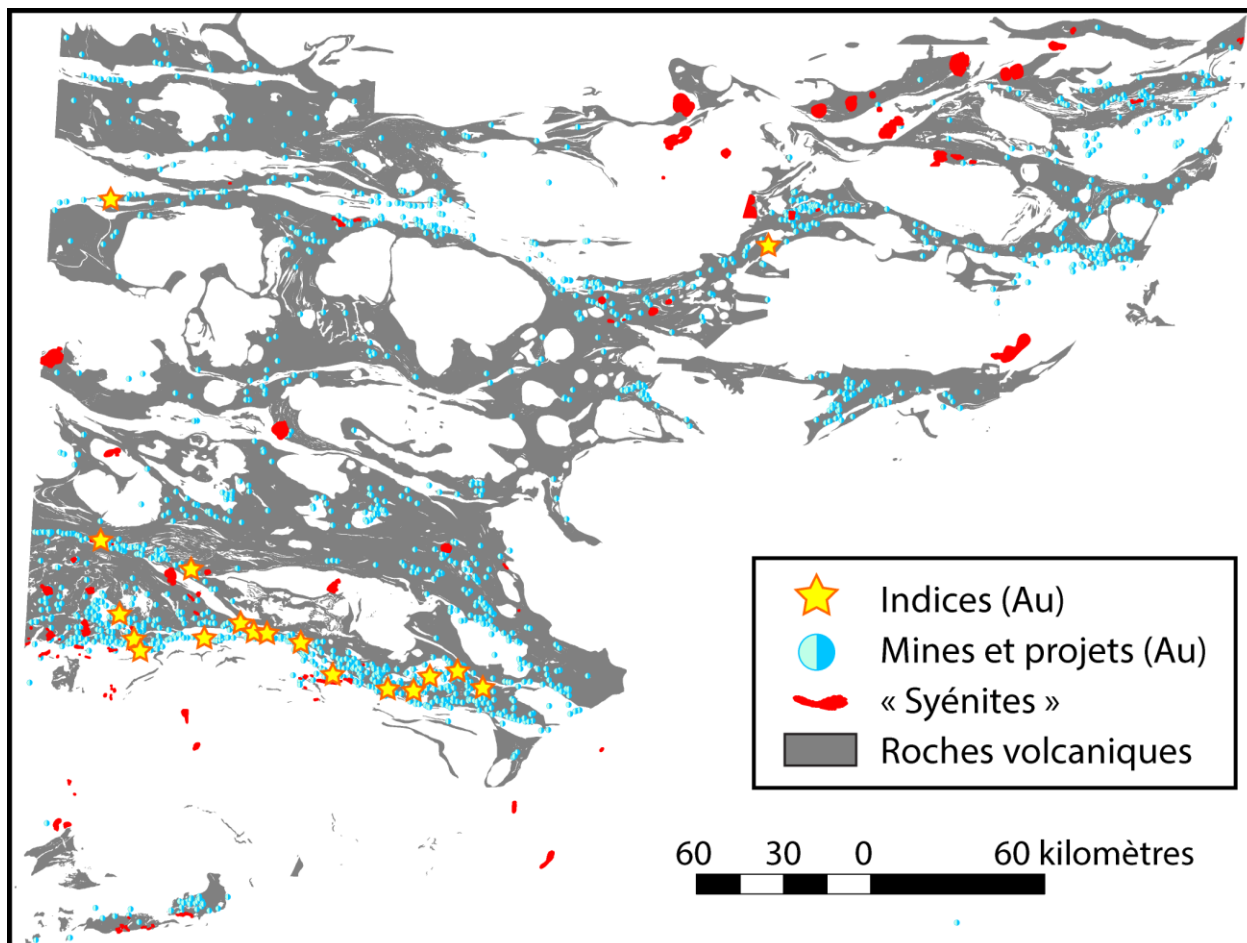 Indices (Au)
Mines et projets (Au)
« Syénites »
Roches volcaniques
60 30 0 60 kilomètres